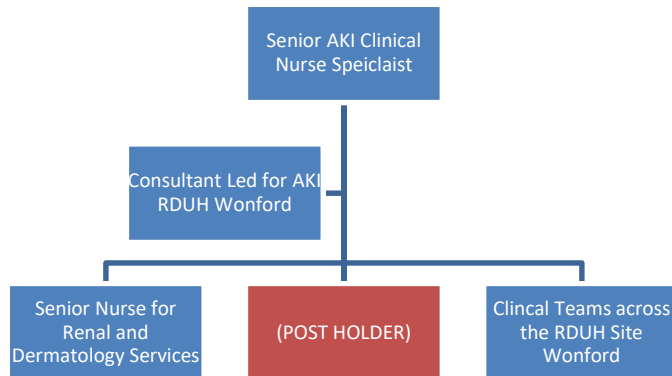 Senior AKI Clinical
Nurse Speiclaist
Consultant Led for AKI
RDUH Wonford
Senior Nurse for
Renal and
Dermatology Services
(POST HOLDER)
Clincal Teams across
the RDUH Site
Wonford